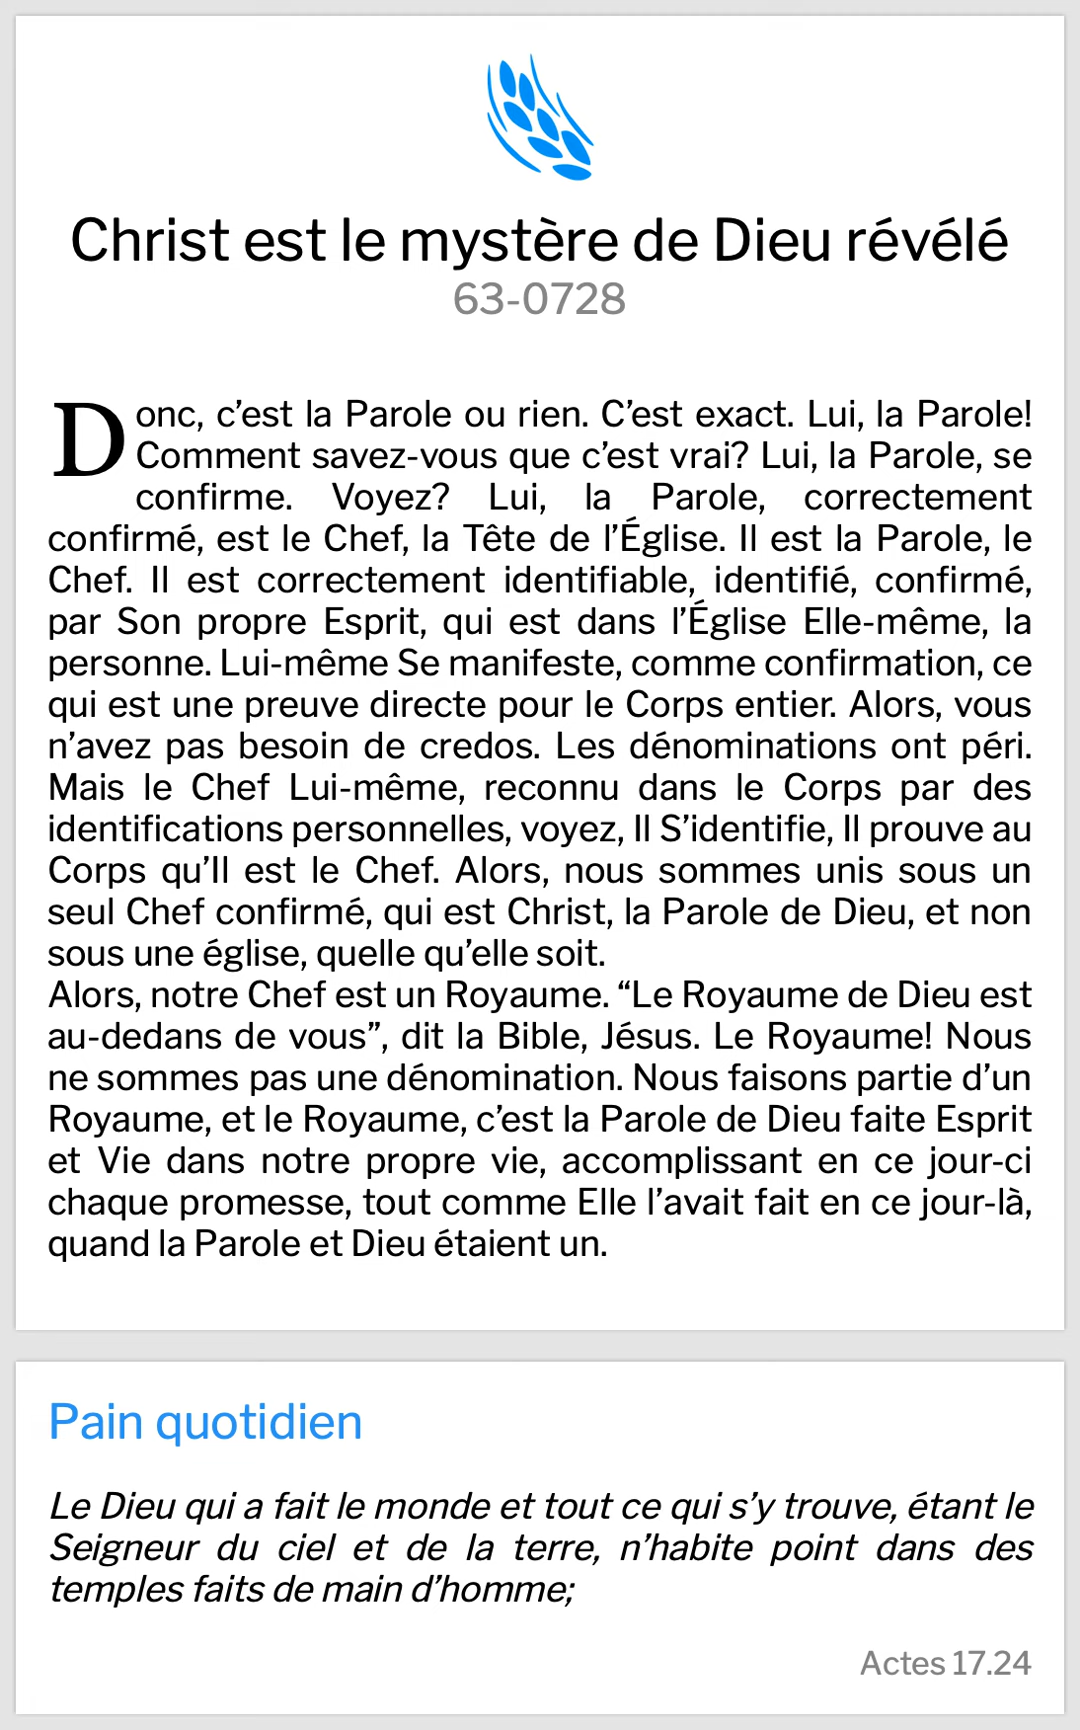 Christ est le mystère de Dieu révélé
63-0728
Donc, c’est la Parole ou rien. C’est exact. Lui, la Parole!
Comment savez-vous que c’est vrai? Lui, la Parole, se
confirme. Voyez? Lui, la Parole, correctement
confirmé, est le Chef, la Tête de l’Église. Il est la Parole, le
Chef. Il est correctement identifiable, identifié, confirmé,
par Son propre Esprit, qui est dans l’Église Elle-même, la
personne. Lui-même Se manifeste, comme confirmation, ce
qui est une preuve directe pour le Corps entier. Alors, vous
n’avez pas besoin de credos. Les dénominations ont péri.
Mais le Chef Lui-même, reconnu dans le Corps par des
identifications personnelles, voyez, Il S’identifie, Il prouve au
Corps qu’Il est le Chef. Alors, nous sommes unis sous un
seul Chef confirmé, qui est Christ, la Parole de Dieu, et non
sous une église, quelle qu’elle soit.
Alors, notre Chef est un Royaume. “Le Royaume de Dieu est
au-dedans de vous”, dit la Bible, Jésus. Le Royaume! Nous
ne sommes pas une dénomination. Nous faisons partie d’un
Royaume, et le Royaume, c’est la Parole de Dieu faite Esprit
et Vie dans notre propre vie, accomplissant en ce jour-ci
chaque promesse, tout comme Elle l’avait fait en ce jour-là,
quand la Parole et Dieu étaient un.
Pain quotidien
Le Dieu qui a fait le monde et tout ce qui s’y trouve, étant le
Seigneur du ciel et de la terre, n’habite point dans des
temples faits de main d’homme;
Actes 17.24